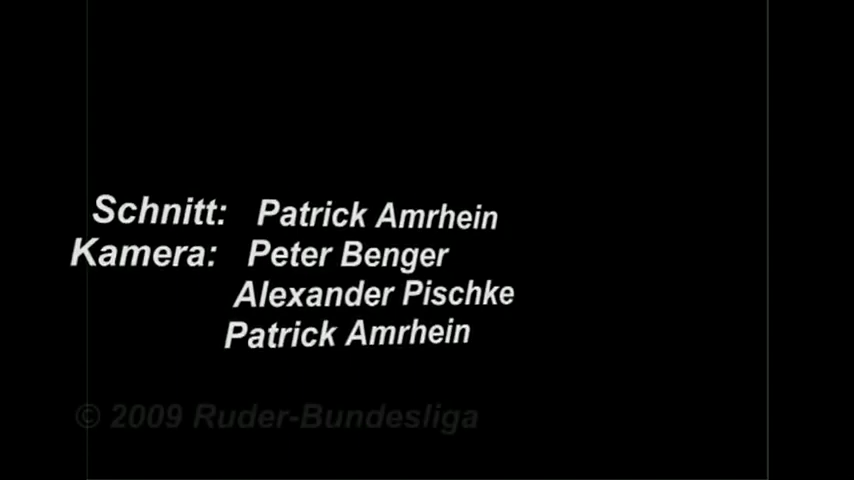 Schnitt: Patrick Amrhein
Kamera: Peter Benger
Alexander Pischke
Patrick Amrhein
© 2009 Ruder-Bundesliga